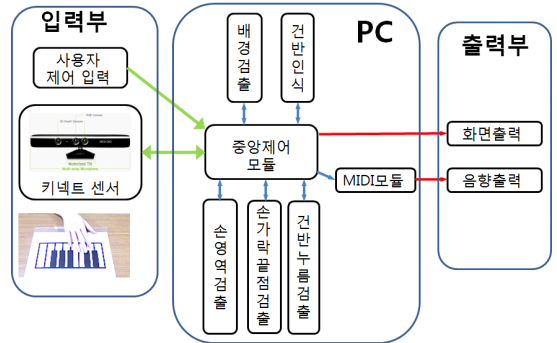 입력부
사용자
제어 입력
키넥트 센서
PC
배경검출
건반인식
중앙제어
모듈
MIDI모듈
손영역검출
손가락끝점검출
건반누름검출
출력부
화면출력
음향출력